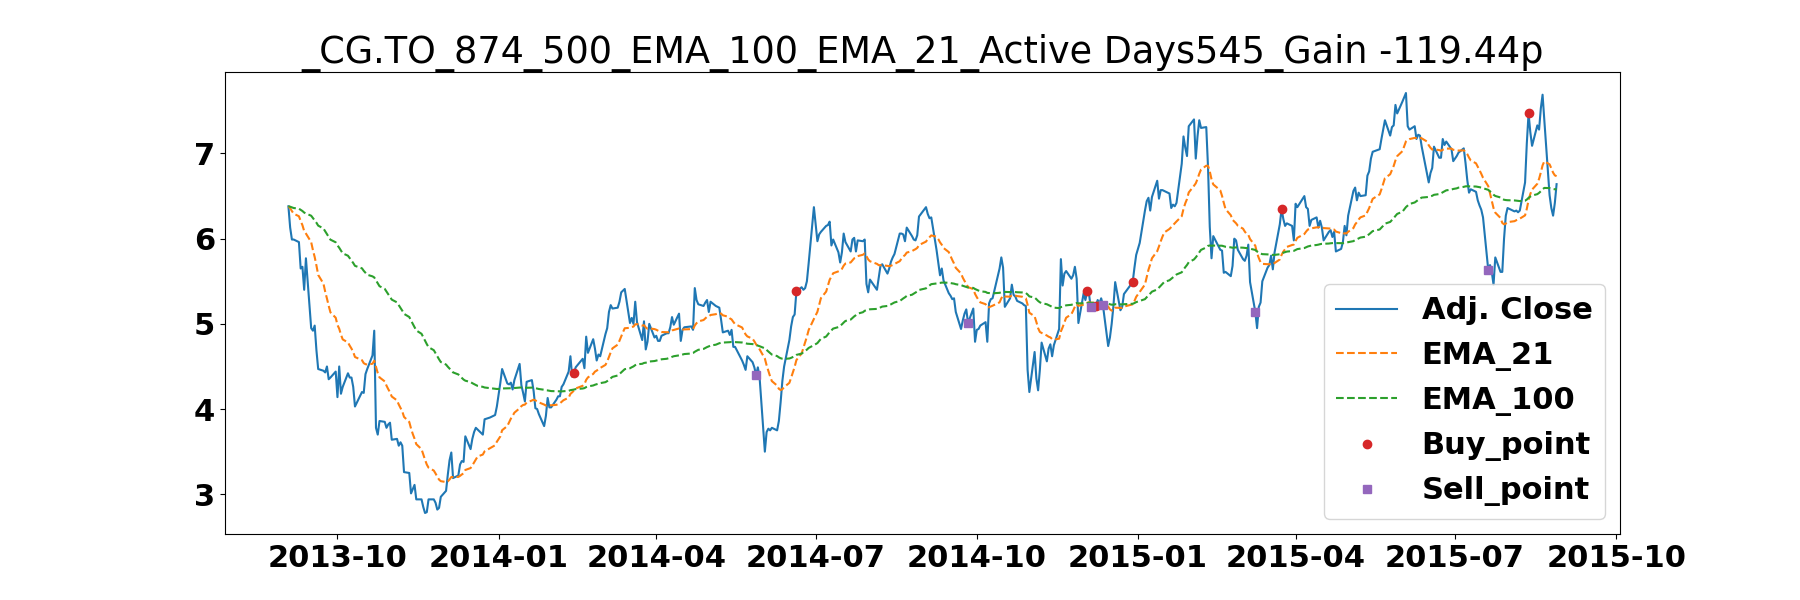 _CG.TO_874_500_EMA_100_EMA_21_Active Days545_Gain -119.44p
7
6
5
4
3
Adj. Close
EMA_21
EMA_100
Buy_point
Sell_point
2013-10 2014-01 2014-04 2014-07 2014-10 2015-01 2015-04 2015-07 2015-10